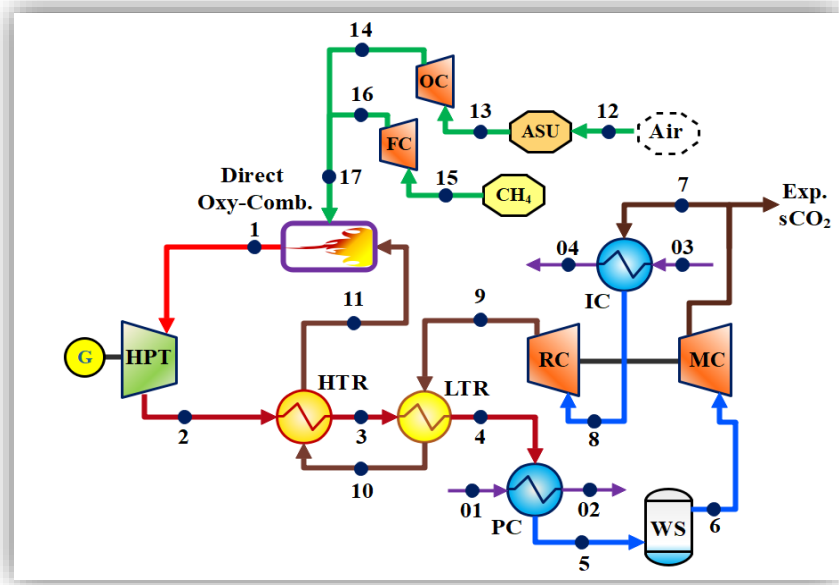 14
OC
16
13
12
FC
ASU
Air
Direct
Oxy-Comb.
17
15
CH₄
1
7
Exp.
sCO₂
04
03
IC
11
9
G
HPT
RC
MC
HTR
LTR
2
3
4
8
10
01
02
PC
WS
6
5